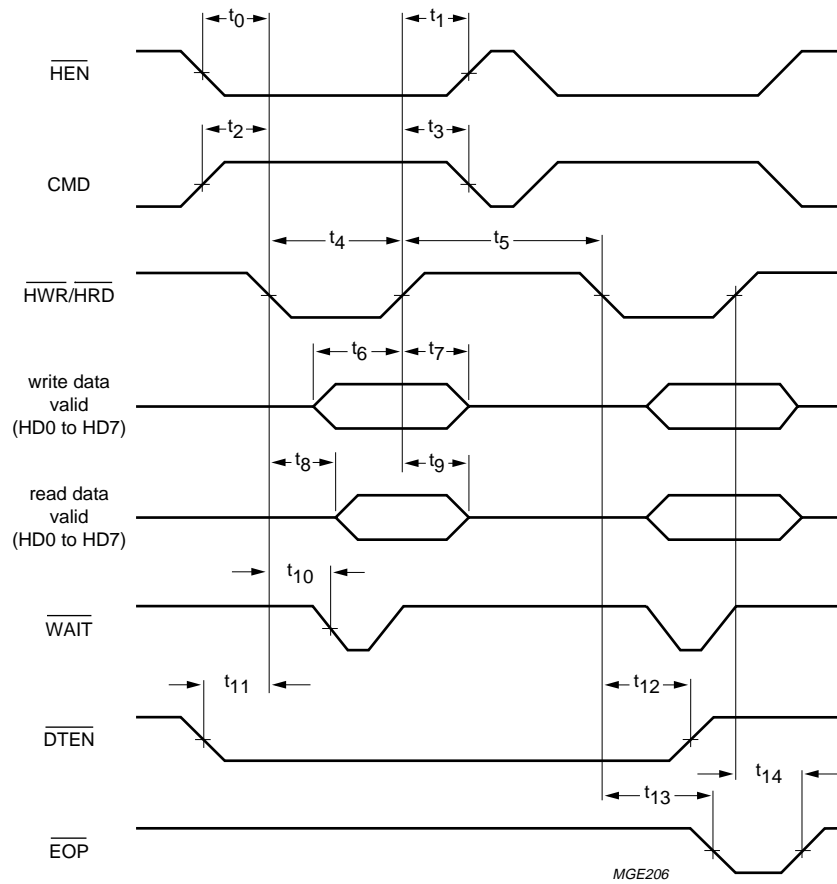 t0 t1
HEN
t2 t3
CMD
t4 t5
HWR/HRD
t6 t7
write data
valid
(HD0 to HD7)
t8 t9
read data
valid
(HD0 to HD7)
t10
WAIT
t11 t12
DTEN
t13 t14
EOP
MGE206